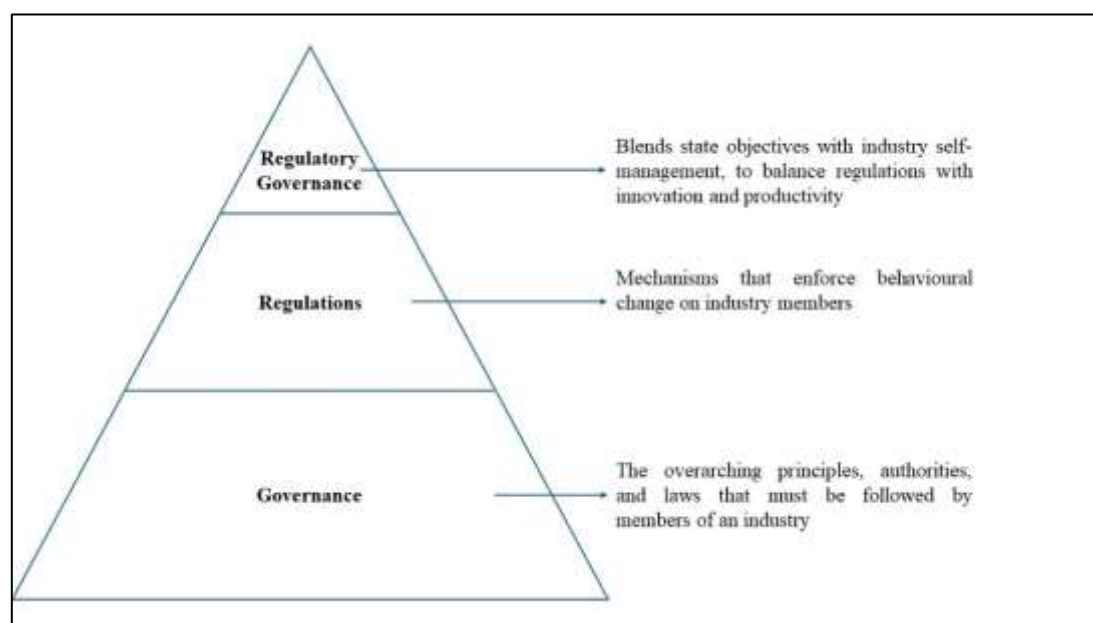 Regulatory
Governance
Blends state objectives with industry self-
management, to balance regulations with
innovation and productivity
Regulations
Mechanisms that enforce behavioural
change on industry members
Governance
The overarching principles, authorities,
and laws that must be followed by
members of an industry